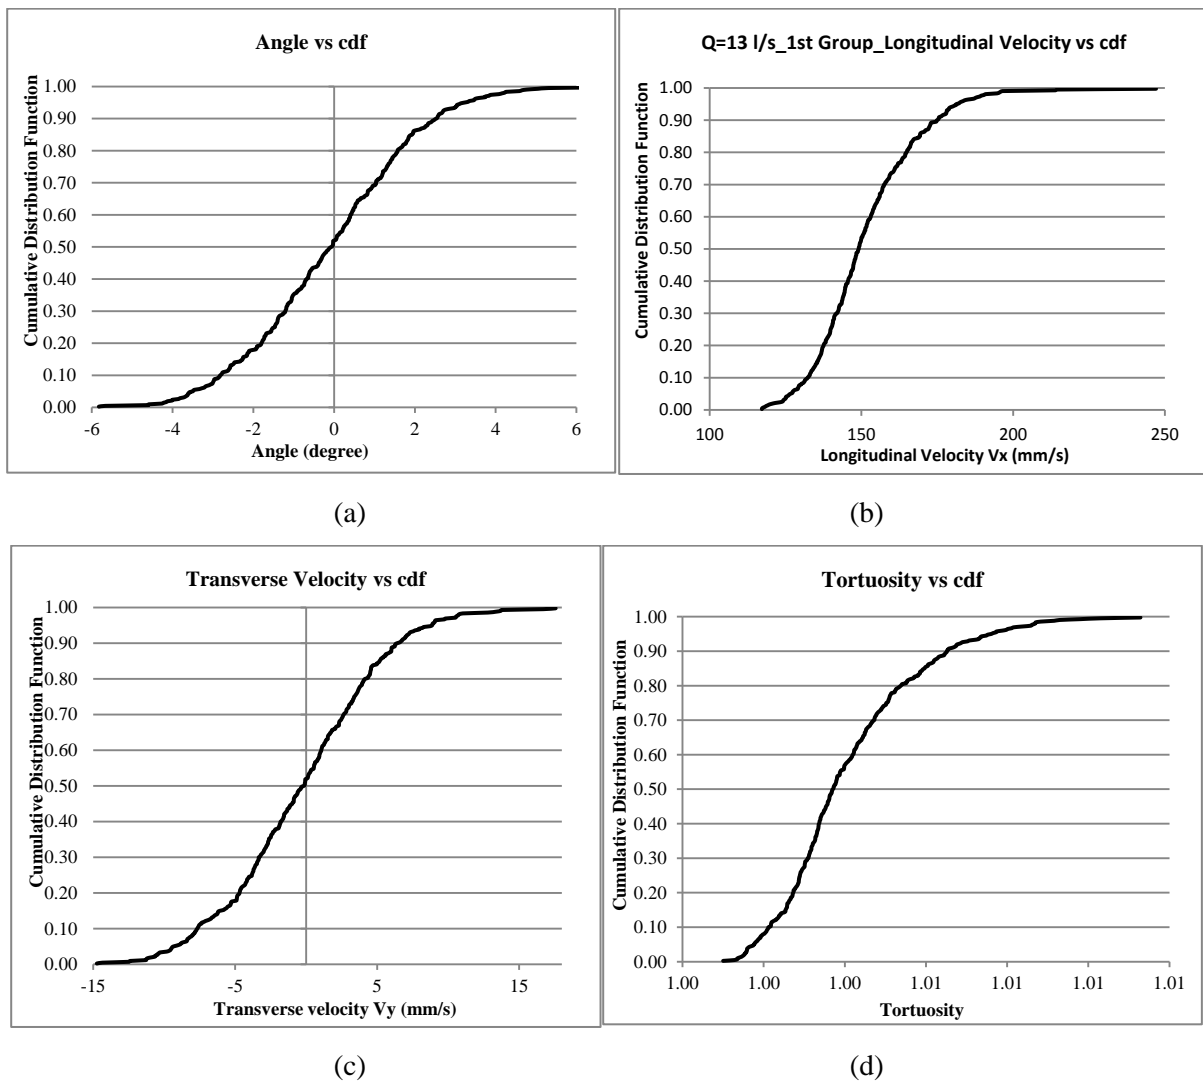 Angle vs cdf
Cumulative Distribution Function
1.00
0.90
0.80
0.70
0.60
0.50
0.40
0.30
0.20
0.10
0.00
-6 -4 -2 0 2 4 6
Angle (degree)
(a)
Q=13 l/s_1st Group_Longitudinal Velocity vs cdf
Cumulative Distribution Function
1.00
0.90
0.80
0.70
0.60
0.50
0.40
0.30
0.20
0.10
0.00
100 150 200 250
Longitudinal Velocity Vx (mm/s)
(b)
Transverse Velocity vs cdf
Cumulative Distribution Function
1.00
0.90
0.80
0.70
0.60
0.50
0.40
0.30
0.20
0.10
0.00
-15 -5 5 15
Transverse velocity Vy (mm/s)
(c)
Tortuosity vs cdf
Cumulative Distribution Function
1.00
0.90
0.80
0.70
0.60
0.50
0.40
0.30
0.20
0.10
0.00
1.00 1.00 1.00 1.01 1.01 1.01 1.01
Tortuosity
(d)